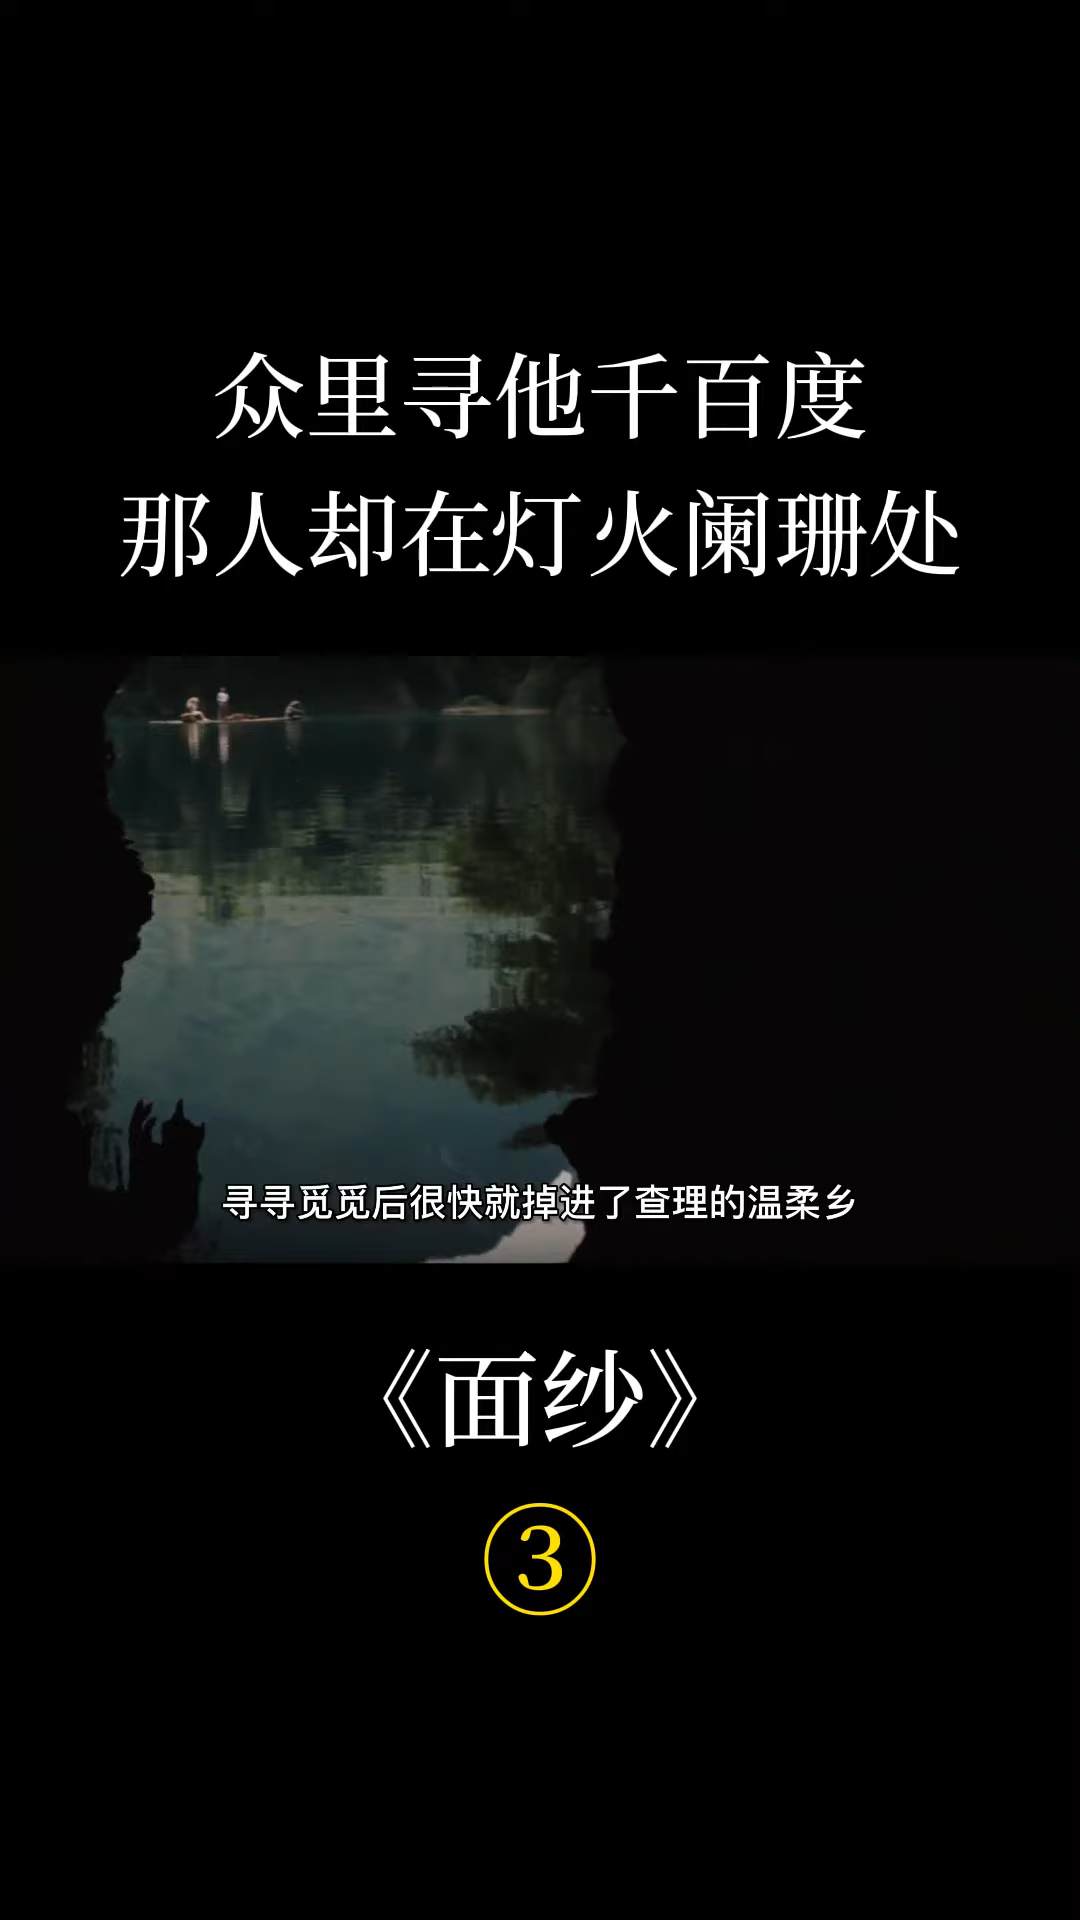 众里寻他千百度
那人却在灯火阑珊处
寻寻觅觅后很快就掉进了查理的温柔乡
《面纱》
③